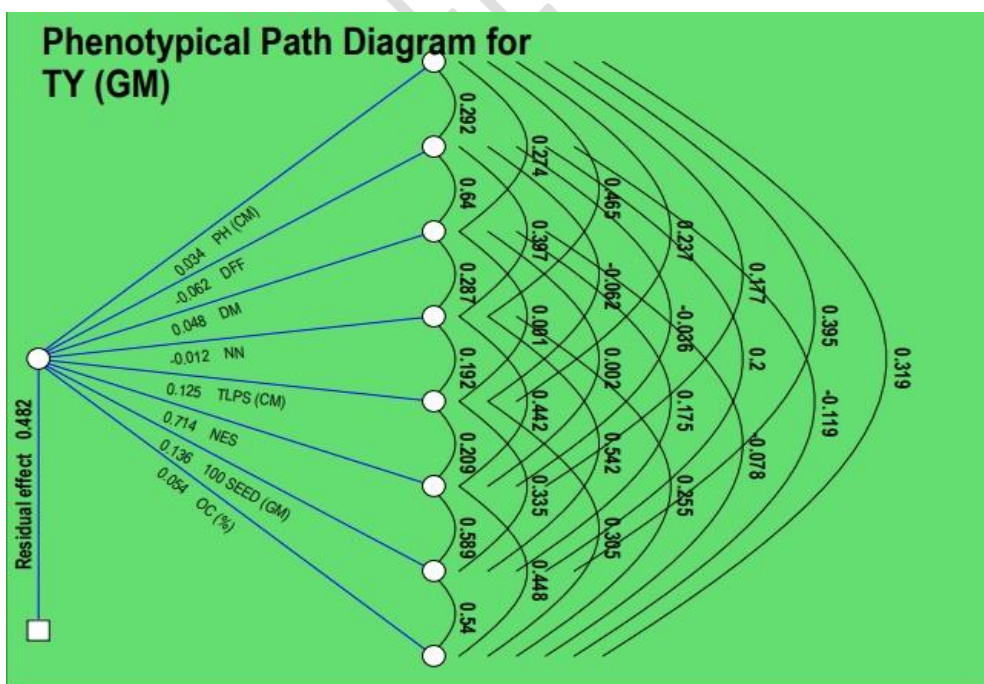 Phenotypical Path Diagram for
TY (GM)
0.034 PH (CM)
-0.062 DFF
0.048 DM
-0.012 NN
0.125 TLPS (CM)
0.714 NES
0.136 100 SEED (GM)
0.054 OC (%)
Residual effect 0.482
0.292
0.64
0.287
0.192
0.209
0.589
0.54
0.274
0.397
0.001
0.442
0.335
0.448
0.465
-0.062
0.002
0.542
0.305
0.237
-0.036
0.175
0.255
0.177
0.2
-0.078
0.395
-0.119
0.319